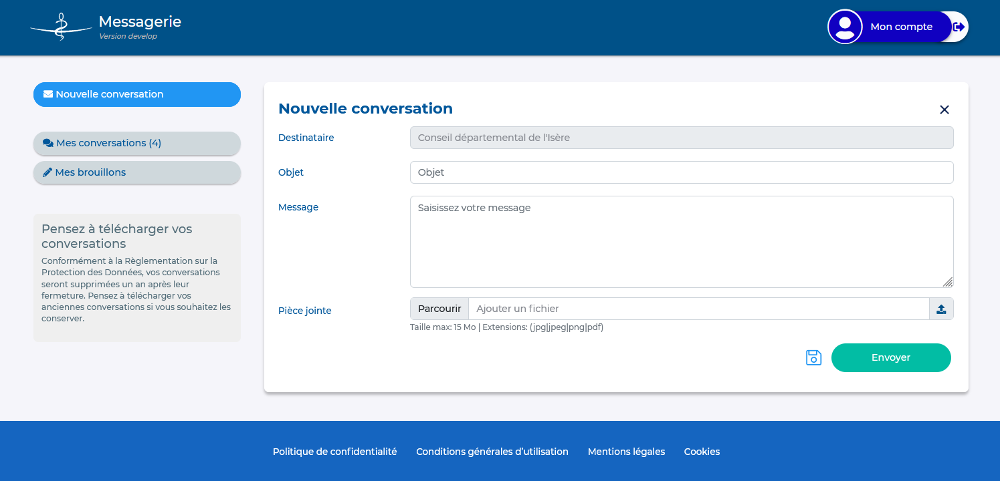 Messagerie
Version develop
Mon compte
Nouvelle conversation
Mes conversations (4)
Mes brouillons
Pensez à télécharger vos
conversations
Conformément à la Règlementation sur la
Protection des Données, vos conversations
seront supprimées un an après leur
fermeture. Pensez à télécharger vos
anciennes conversations si vous souhaitez les
conserver.
Nouvelle conversation
Destinataire
Conseil départemental de l'Isère
Objet
Objet
Message
Saisissez votre message
Pièce jointe
Parcourir
Ajouter un fichier
Taille max: 15 Mo | Extensions: (jpg|jpeg|png|pdf)
Envoyer
Politique de confidentialité
Conditions générales d’utilisation
Mentions légales
Cookies